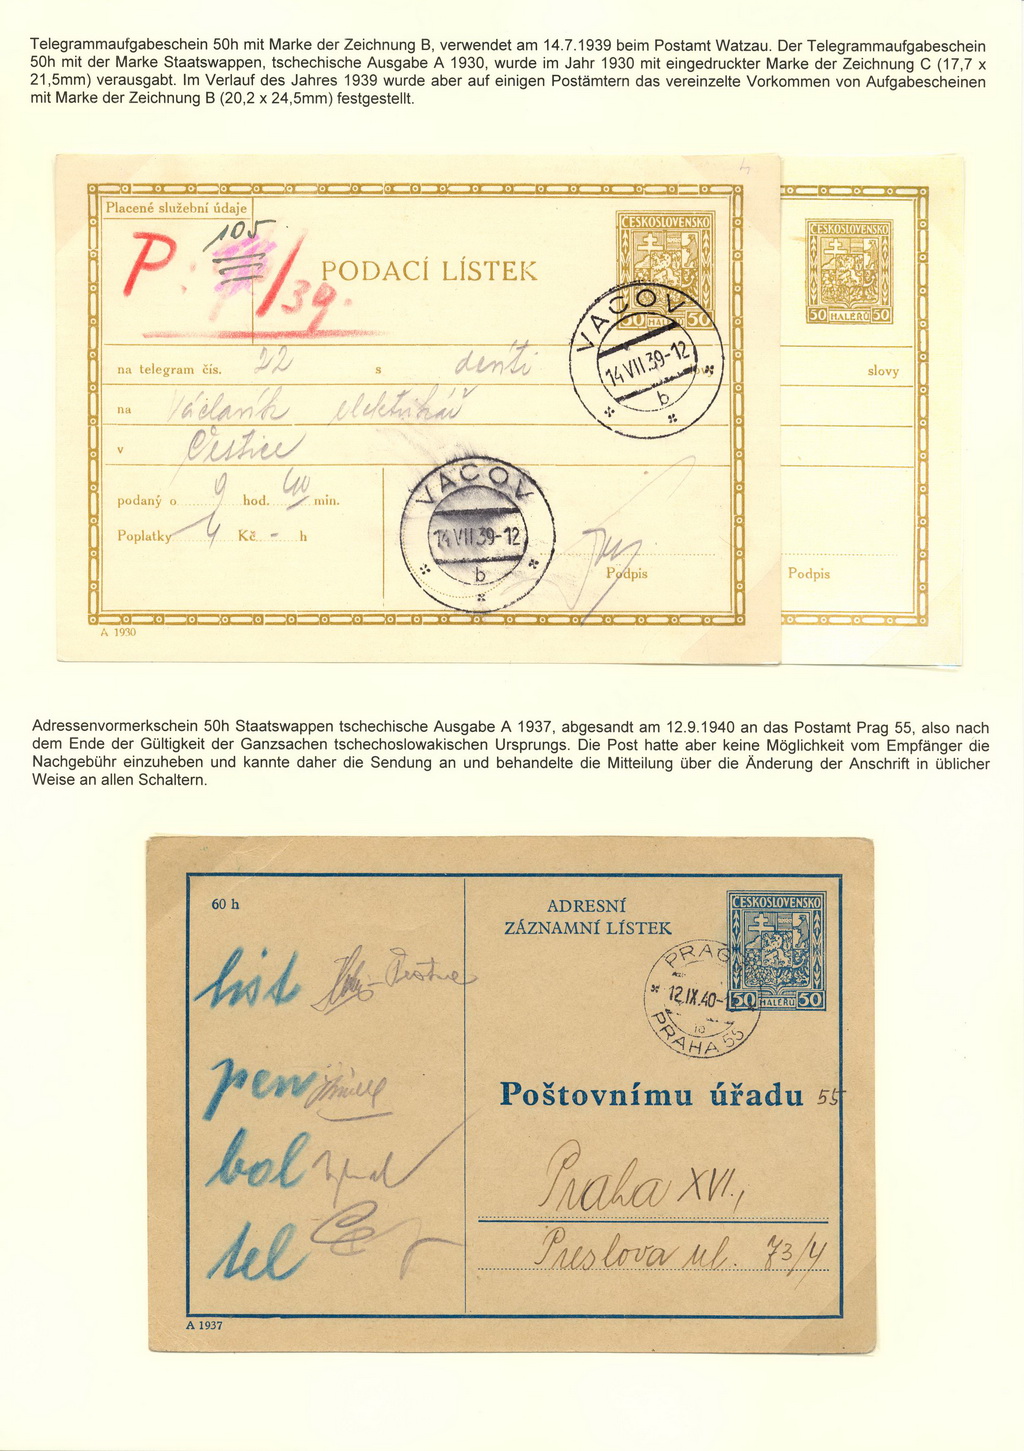 Telegrammaufgabeschein 50h mit Marke der Zeichnung B, verwendet am 14.7.1939 beim Postamt Watzau. Der Telegrammaufgabeschein
50h mit der Marke Staatswappen, tschechische Ausgabe A 1930, wurde im Jahr 1930 mit eingedruckter Marke der Zeichnung C (17,7 x
21,5mm) verausgabt. Im Verlauf des Jahres 1939 wurde aber auf einigen Postämtern das vereinzelte Vorkommen von Aufgabescheinen
mit Marke der Zeichnung B (20,2 x 24,5mm) festgestellt.
Placené služební údaje
105
P. /39.
PODACÍ LÍSTEK
ČESKOSLOVENSKO
50 HALÉŘŮ 50
ČESKOSLOVENSKO
50 HALÉŘŮ 50
VACOV
14 VII 39-12
b
na telegram čís. 22 s
slovy
na
v Čestice
podaný o 9 hod. 40 min.
Poplatky 4 Kč - h
VACOV
14 VII 39-12
b
Podpis
Podpis
A 1930
Adressenvormerkschein 50h Staatswappen tschechische Ausgabe A 1937, abgesandt am 12.9.1940 an das Postamt Prag 55, also nach
dem Ende der Gültigkeit der Ganzsachen tschechoslowakischen Ursprungs. Die Post hatte aber keine Möglichkeit vom Empfänger die
Nachgebühr einzuheben und kannte daher die Sendung an und behandelte die Mitteilung über die Änderung der Anschrift in üblicher
Weise an allen Schaltern.
60 h
ADRESNÍ
ZÁZNAMNÍ LÍSTEK
ČESKOSLOVENSKO
50 HALÉŘŮ 50
PRAG
12.IX.40-
PRAHA 55
list
pen
bol
tel
Poštovnímu úřadu 55
Praha XVI.,
Preslova ul. 73/4
A 1937